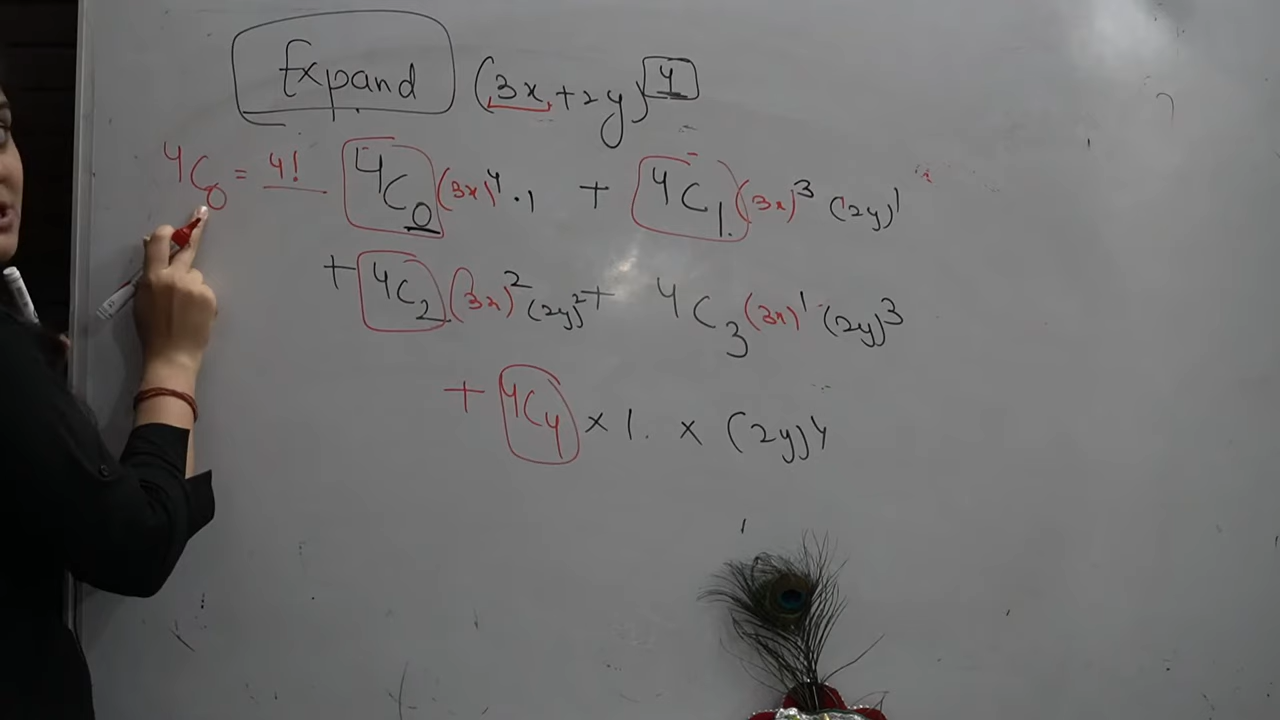 Expand (3x+2y)^4
4C0 = 4! 4C0 (3x)^4 · 1 + 4C1 (3x)^3 (2y)^1
+ 4C2 (3x)^2 (2y)^2 + 4C3 (3x)^1 · (2y)^3
+ 4C4 × 1. × (2y)^4